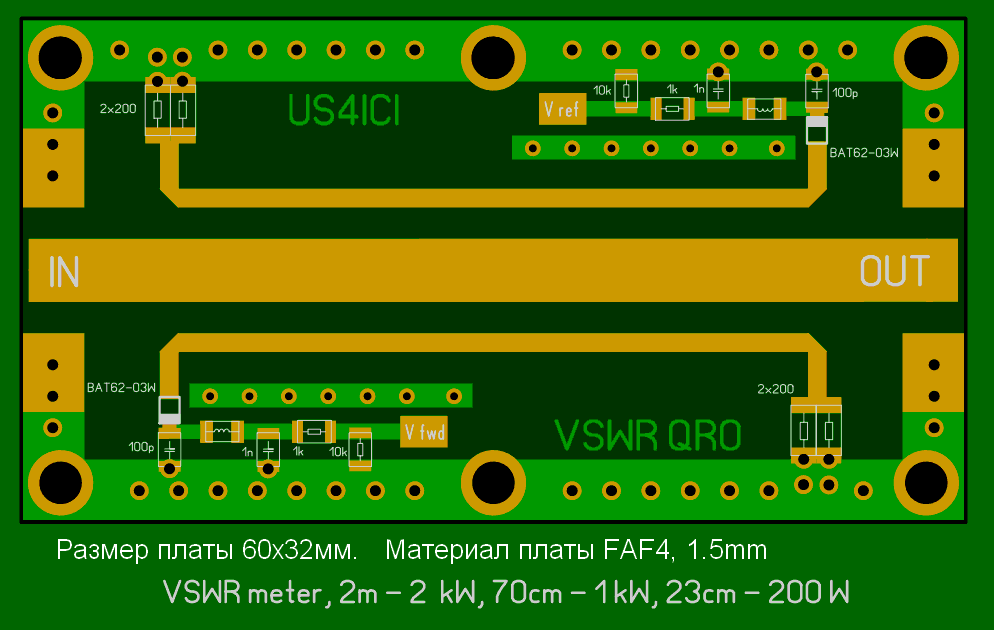 2x200
US4ICI
10k
1k
1n
100p
V ref
BAT62-03W
IN
OUT
BAT62-03W
2x200
V fwd
100p
1n
1k
10k
VSWR QRO
Размер платы 60x32мм. Материал платы FAF4, 1.5mm
VSWR meter, 2m - 2 kW, 70cm - 1kW, 23cm - 200 W